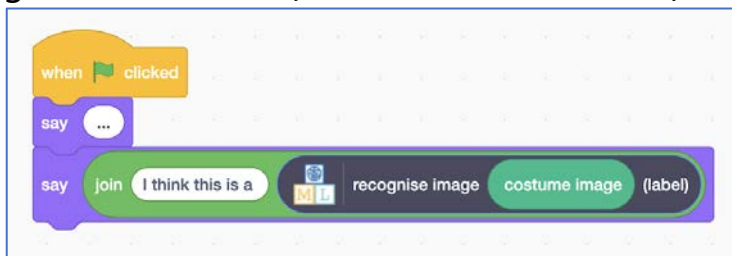 when clicked
say ...
say join I think this is a M L recognise image costume image (label)